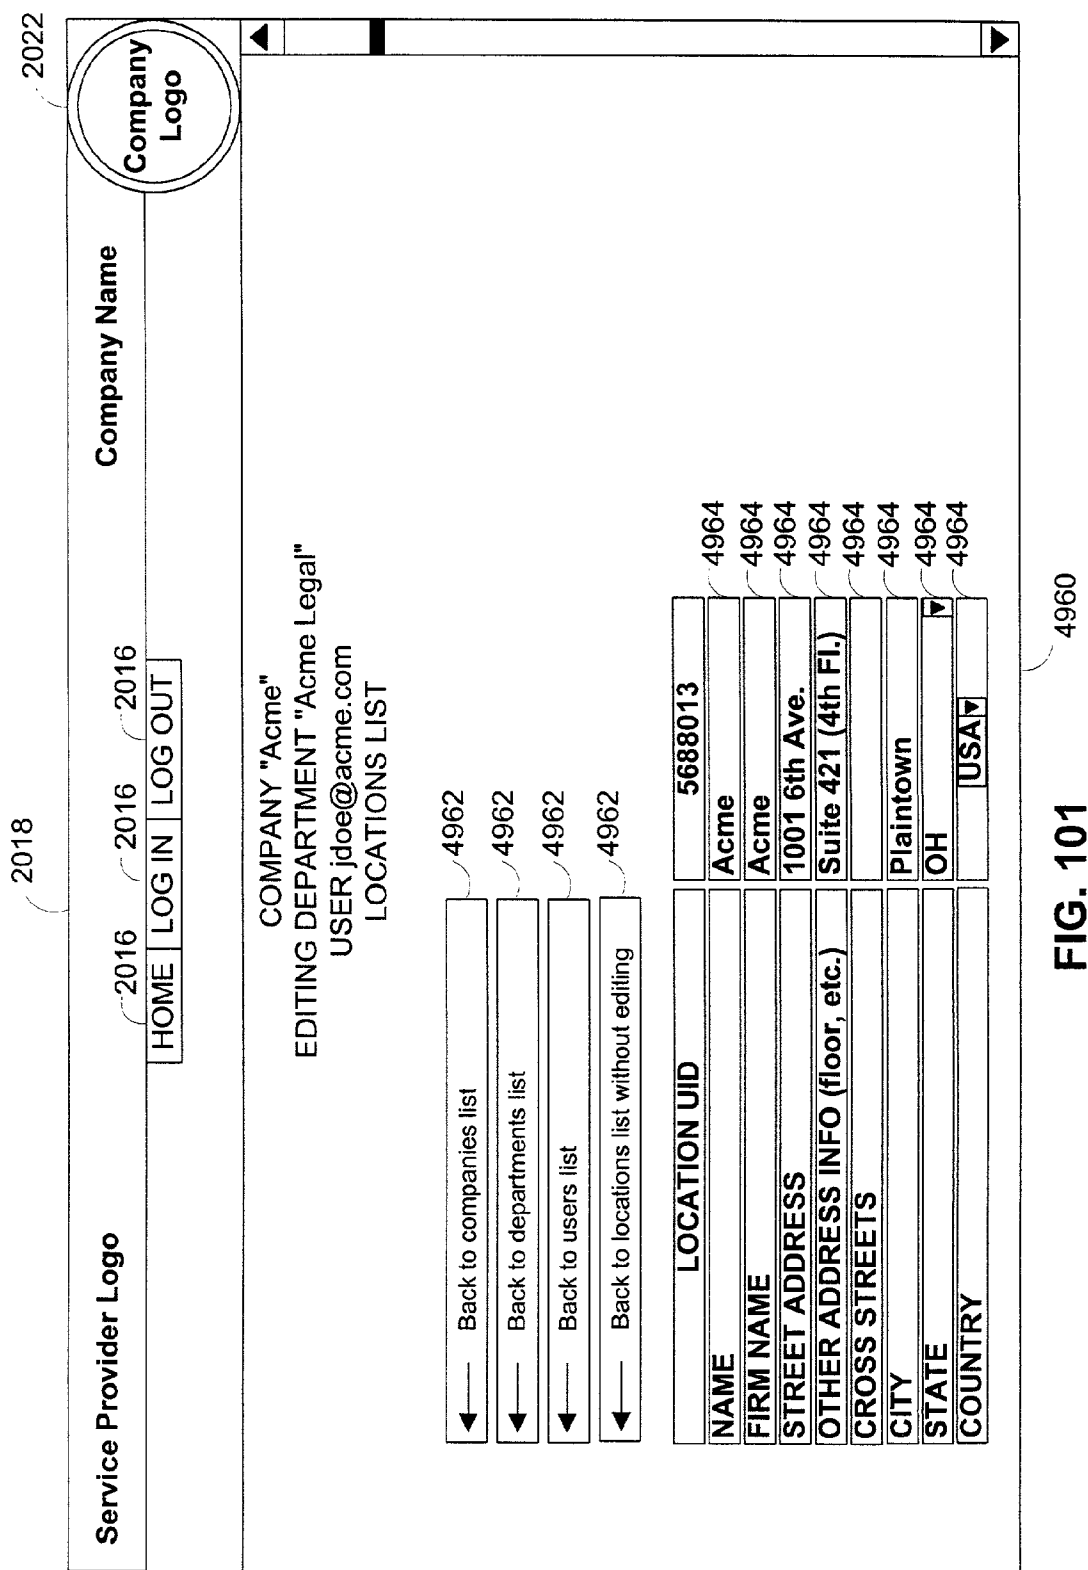 2018
2022
Service Provider Logo
Company Name
Company
Logo
2016
2016
2016
HOME
LOG IN
LOG OUT
COMPANY "Acme"
EDITING DEPARTMENT "Acme Legal"
USER jdoe@acme.com
LOCATIONS LIST
Back to companies list
4962
Back to departments list
4962
Back to users list
4962
Back to locations list without editing
4962
LOCATION UID 5688013
NAME Acme 4964
FIRM NAME Acme 4964
STREET ADDRESS 1001 6th Ave. 4964
OTHER ADDRESS INFO (floor, etc.) Suite 421 (4th Fl.) 4964
CROSS STREETS 4964
CITY Plaintown 4964
STATE OH 4964
COUNTRY USA 4964
4960
FIG. 101